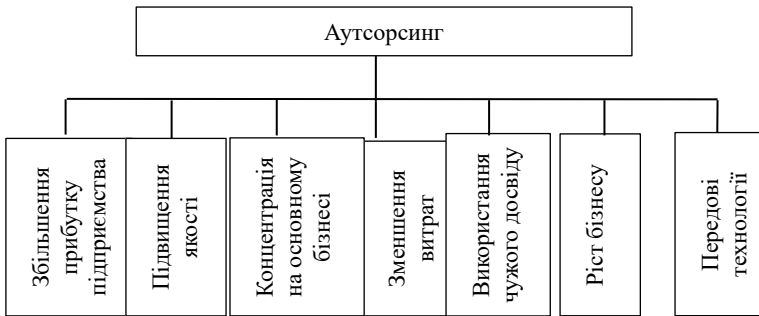 Аутсорсинг
Збільшення
прибутку
підприємства
Підвищення
якості
Концентрація
на основному
бізнесі
Зменшення
витрат
Використання
чужого досвіду
Ріст бізнесу
Передові
технології